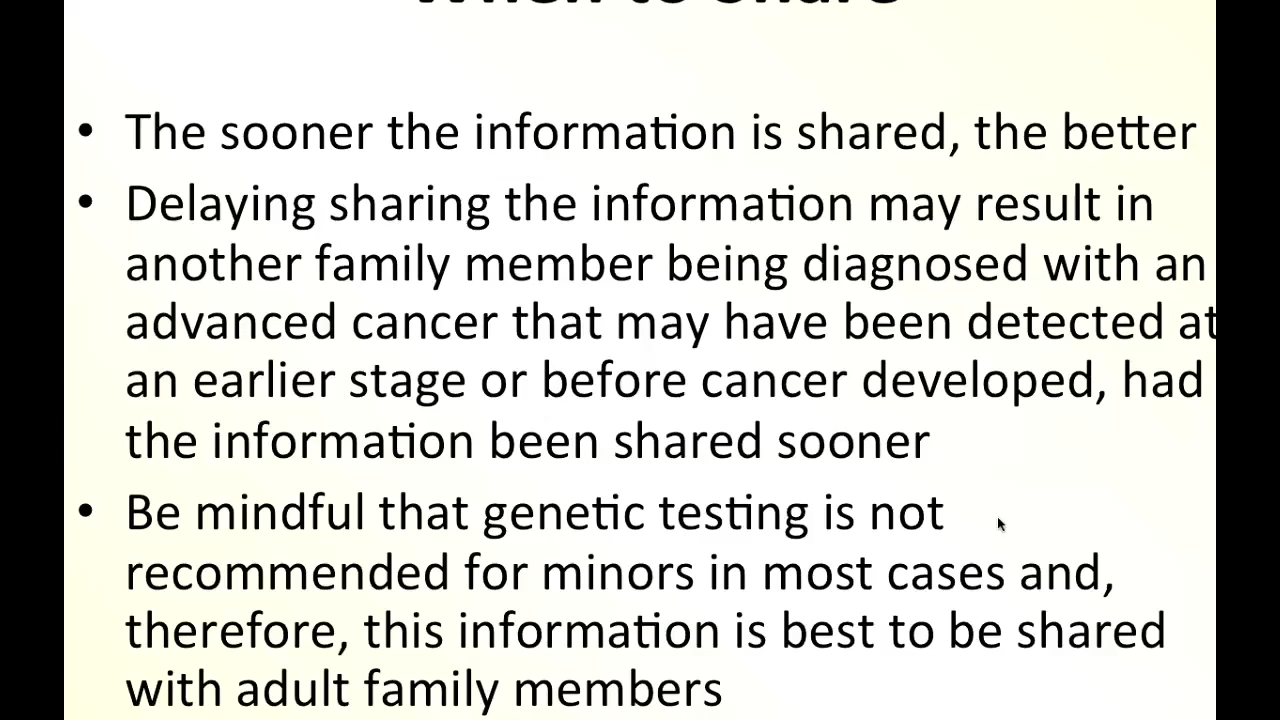 When to Share
• The sooner the information is shared, the better
• Delaying sharing the information may result in
another family member being diagnosed with an
advanced cancer that may have been detected at
an earlier stage or before cancer developed, had
the information been shared sooner
• Be mindful that genetic testing is not
recommended for minors in most cases and,
therefore, this information is best to be shared
with adult family members